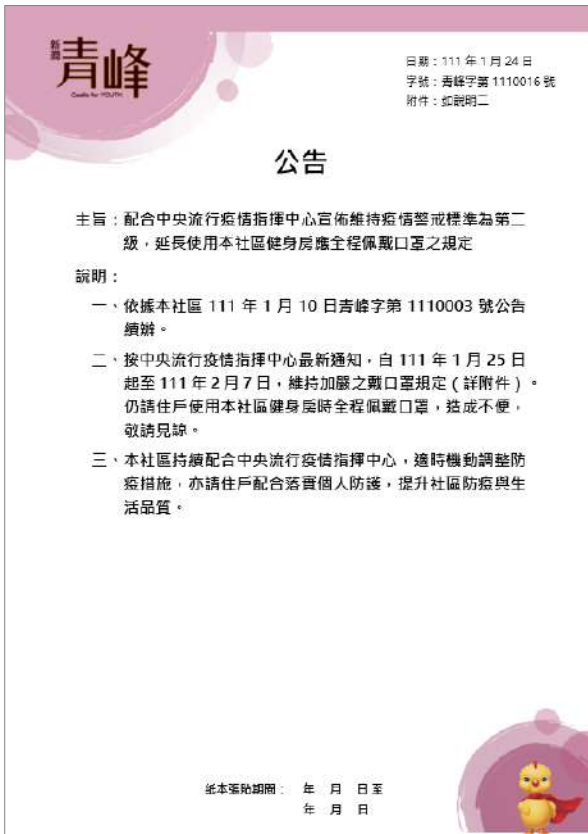 新潤
青峰
Castle for YOUTH
日期：111 年 1 月 24 日
字號：青峰字第 1110016 號
附件：如說明二
公告
主旨：配合中央流行疫情指揮中心宣佈維持疫情警戒標準為第二
級，延長使用本社區健身房應全程佩戴口罩之規定
說明：
一、依據本社區 111 年 1 月 10 日青峰字第 1110003 號公告
續辦。
二、按中央流行疫情指揮中心最新通知，自 111 年 1 月 25 日
起至 111 年 2 月 7 日，維持加嚴之戴口罩規定（詳附件）。
仍請住戶使用本社區健身房時全程佩戴口罩，造成不便，
敬請見諒。
三、本社區持續配合中央流行疫情指揮中心，適時機動調整防
疫措施，亦請住戶配合落實個人防護，提升社區防疫與生
活品質。
紙本張貼期間： 年 月 日至
年 月 日